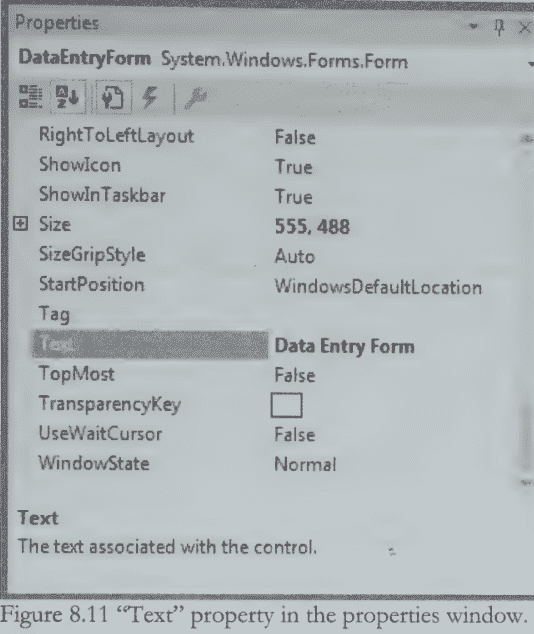 Properties
DataEntryForm System.Windows.Forms.Form
RightToLeftLayout False
ShowIcon True
ShowInTaskbar True
Size 555, 488
SizeGripStyle Auto
StartPosition WindowsDefaultLocation
Tag
Text Data Entry Form
TopMost False
TransparencyKey
UseWaitCursor False
WindowState Normal
Text
The text associated with the control.
Figure 8.11 “Text” property in the properties window.